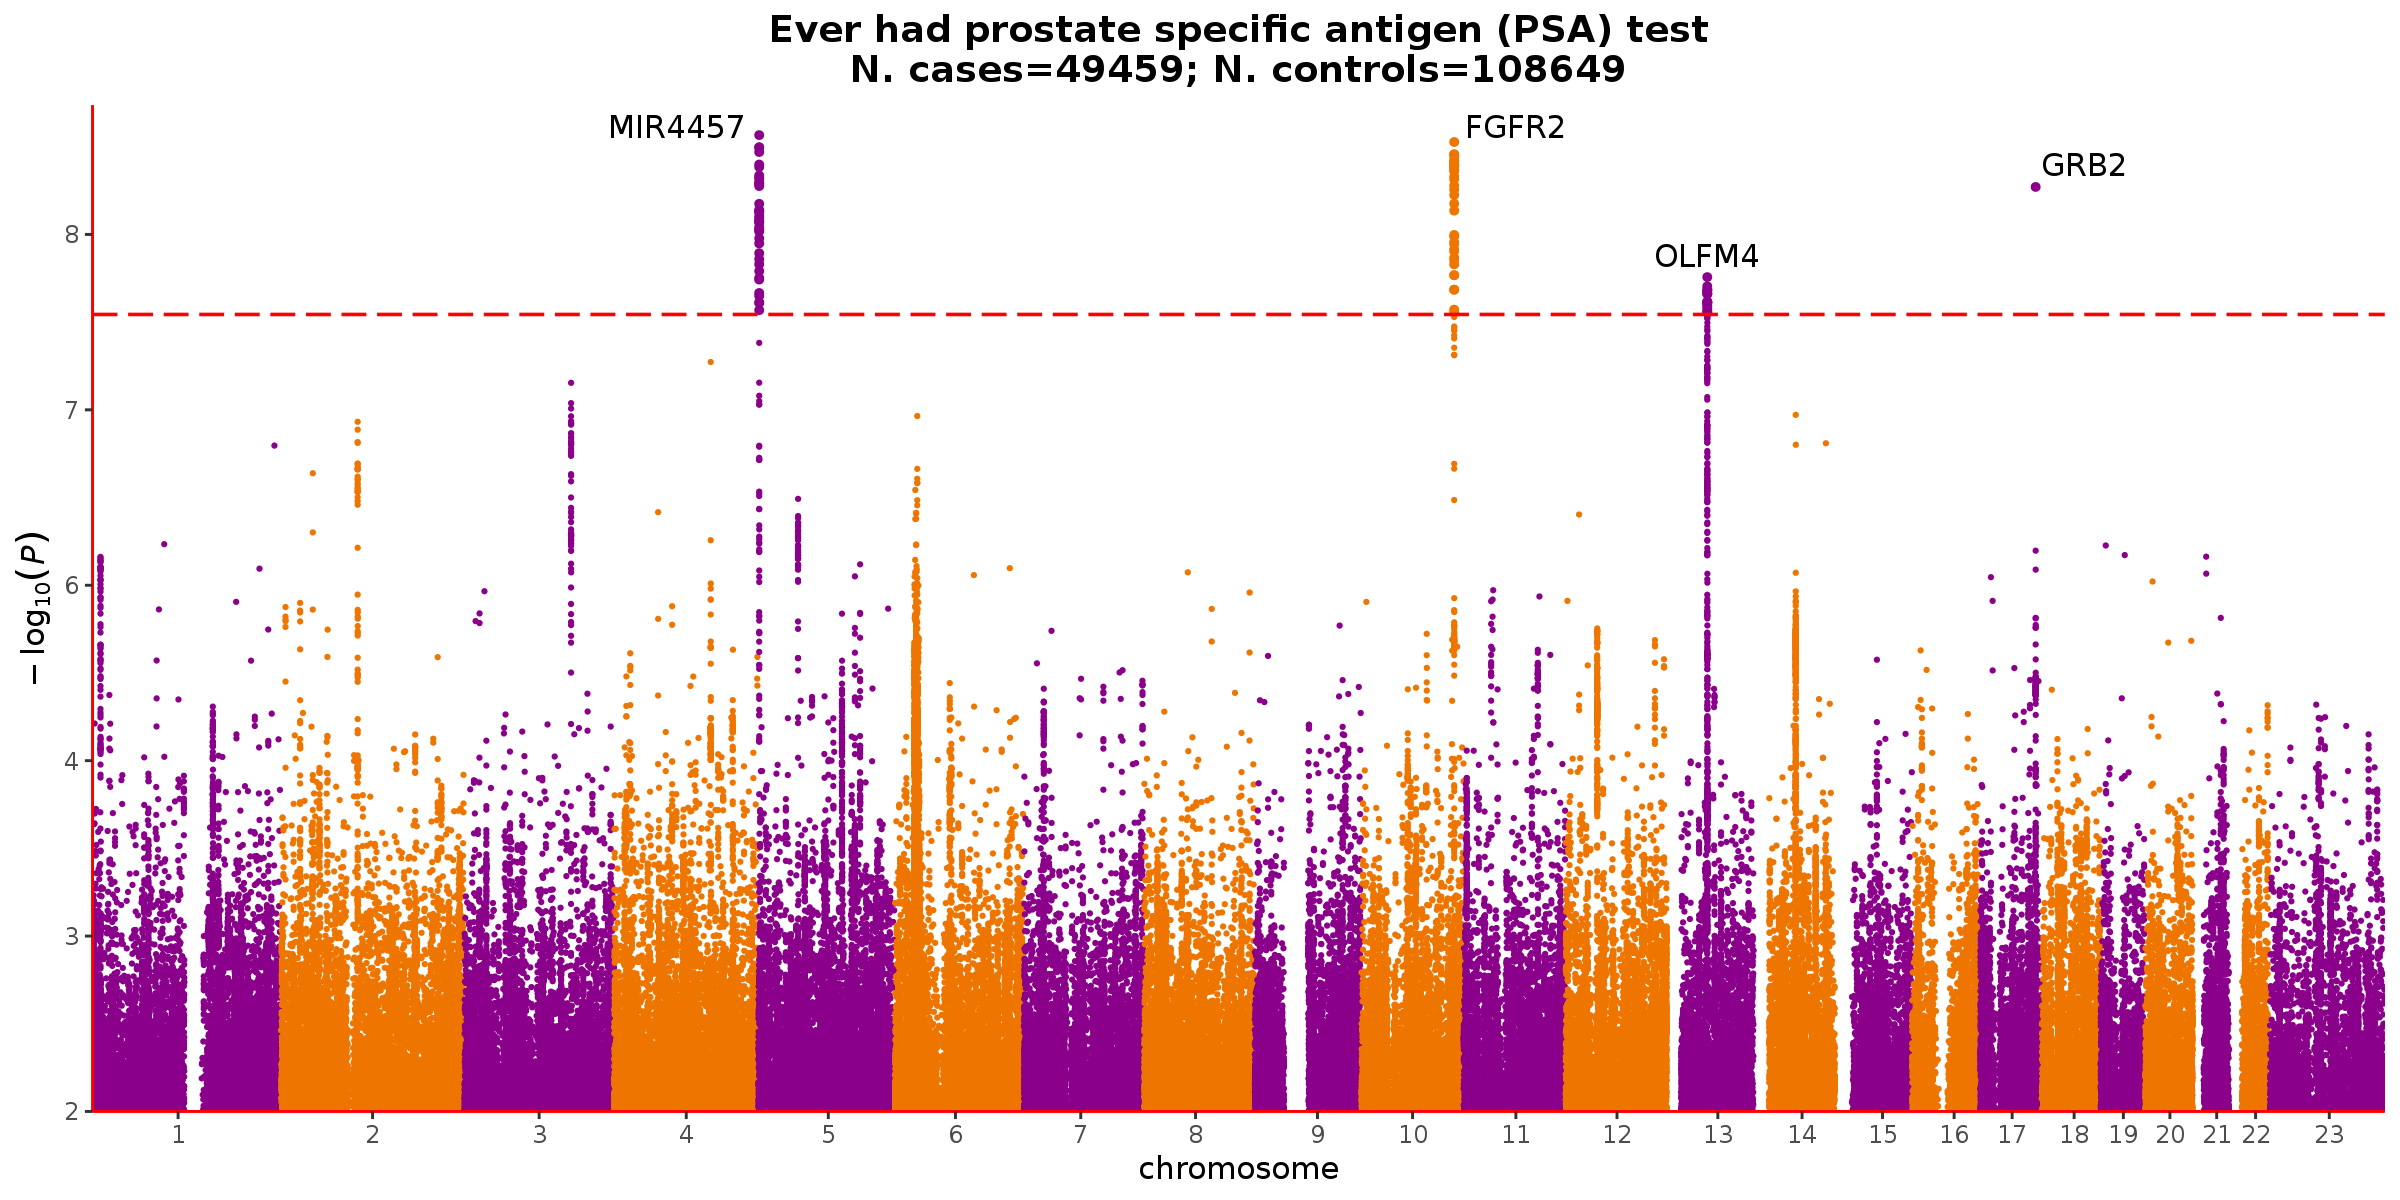 Ever had prostate specific antigen (PSA) test
N. cases=49459; N. controls=108649
MIR4457
FGFR2
GRB2
OLFM4
8
7
6
4
3
2
−log₁₀(P)
1 2 3 4 5 6 7 8 9 10 11 12 13 14 15 16 17 18 19 20 21 22 23
chromosome